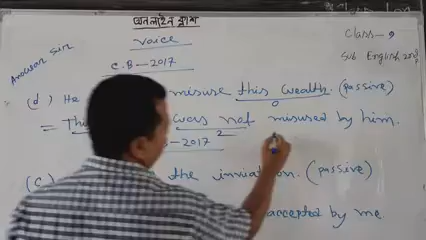 অনলাইন ক্লাশ
Voice
Class - 9
Sub English 2nd
Anowar sir
C.B - 2017
(d) He misuse this wealth. (passive)
= This was not misused by him.
- 2017
(c) the invitation. (passive)
accepted by me